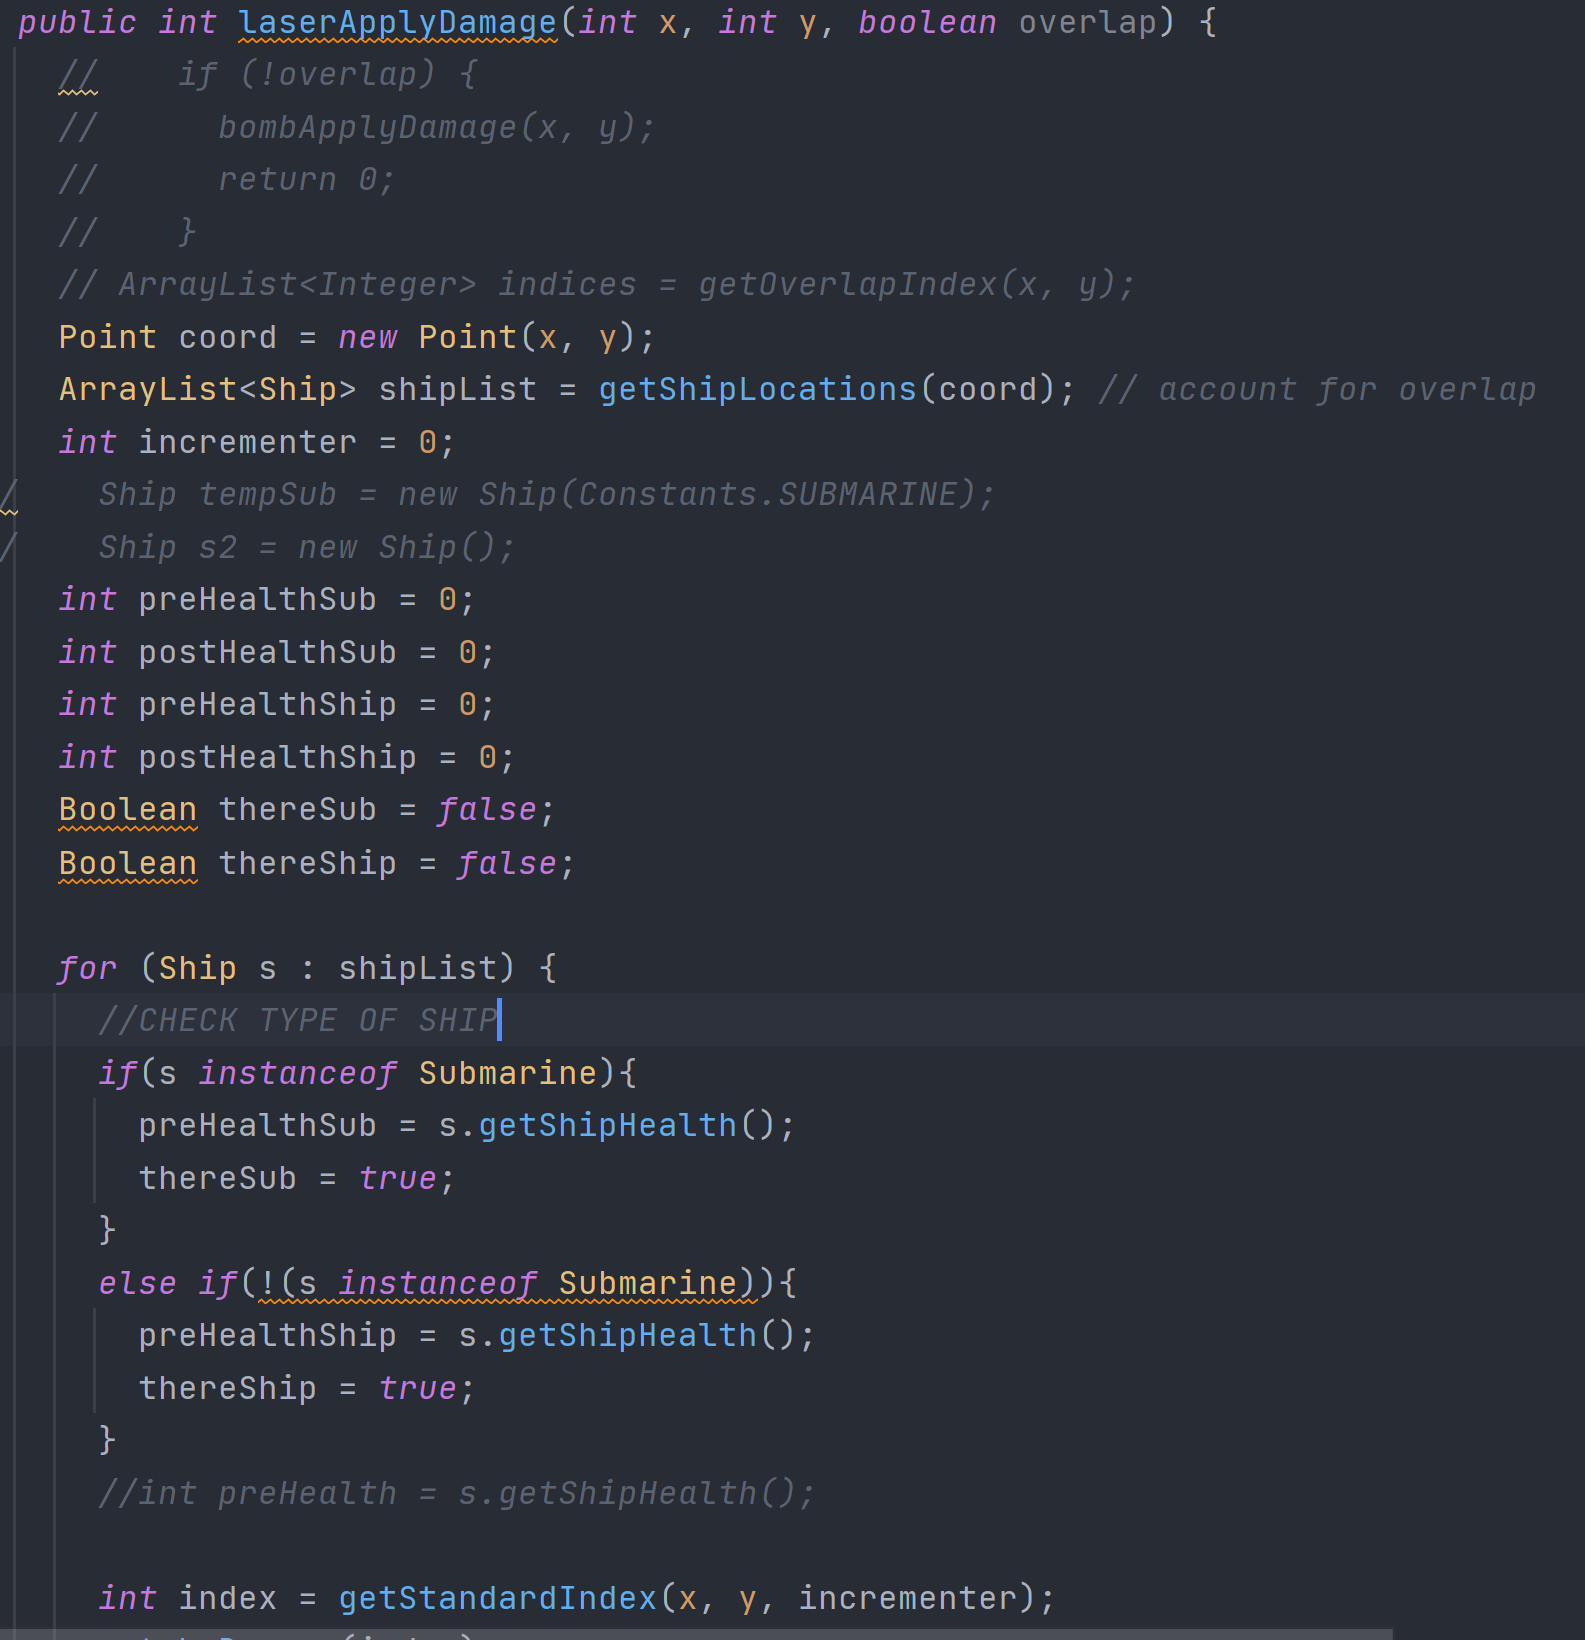 public int laserApplyDamage(int x, int y, boolean overlap) {
//    if (!overlap) {
//      bombApplyDamage(x, y);
//      return 0;
//    }
// ArrayList<Integer> indices = getOverlapIndex(x, y);
Point coord = new Point(x, y);
ArrayList<Ship> shipList = getShipLocations(coord); // account for overlap
int incrementer = 0;
/    Ship tempSub = new Ship(Constants.SUBMARINE);
/    Ship s2 = new Ship();
int preHealthSub = 0;
int postHealthSub = 0;
int preHealthShip = 0;
int postHealthShip = 0;
Boolean thereSub = false;
Boolean thereShip = false;
for (Ship s : shipList) {
//CHECK TYPE OF SHIP
if(s instanceof Submarine){
preHealthSub = s.getShipHealth();
thereSub = true;
}
else if(!(s instanceof Submarine)){
preHealthShip = s.getShipHealth();
thereShip = true;
}
//int preHealth = s.getShipHealth();
int index = getStandardIndex(x, y, incrementer);